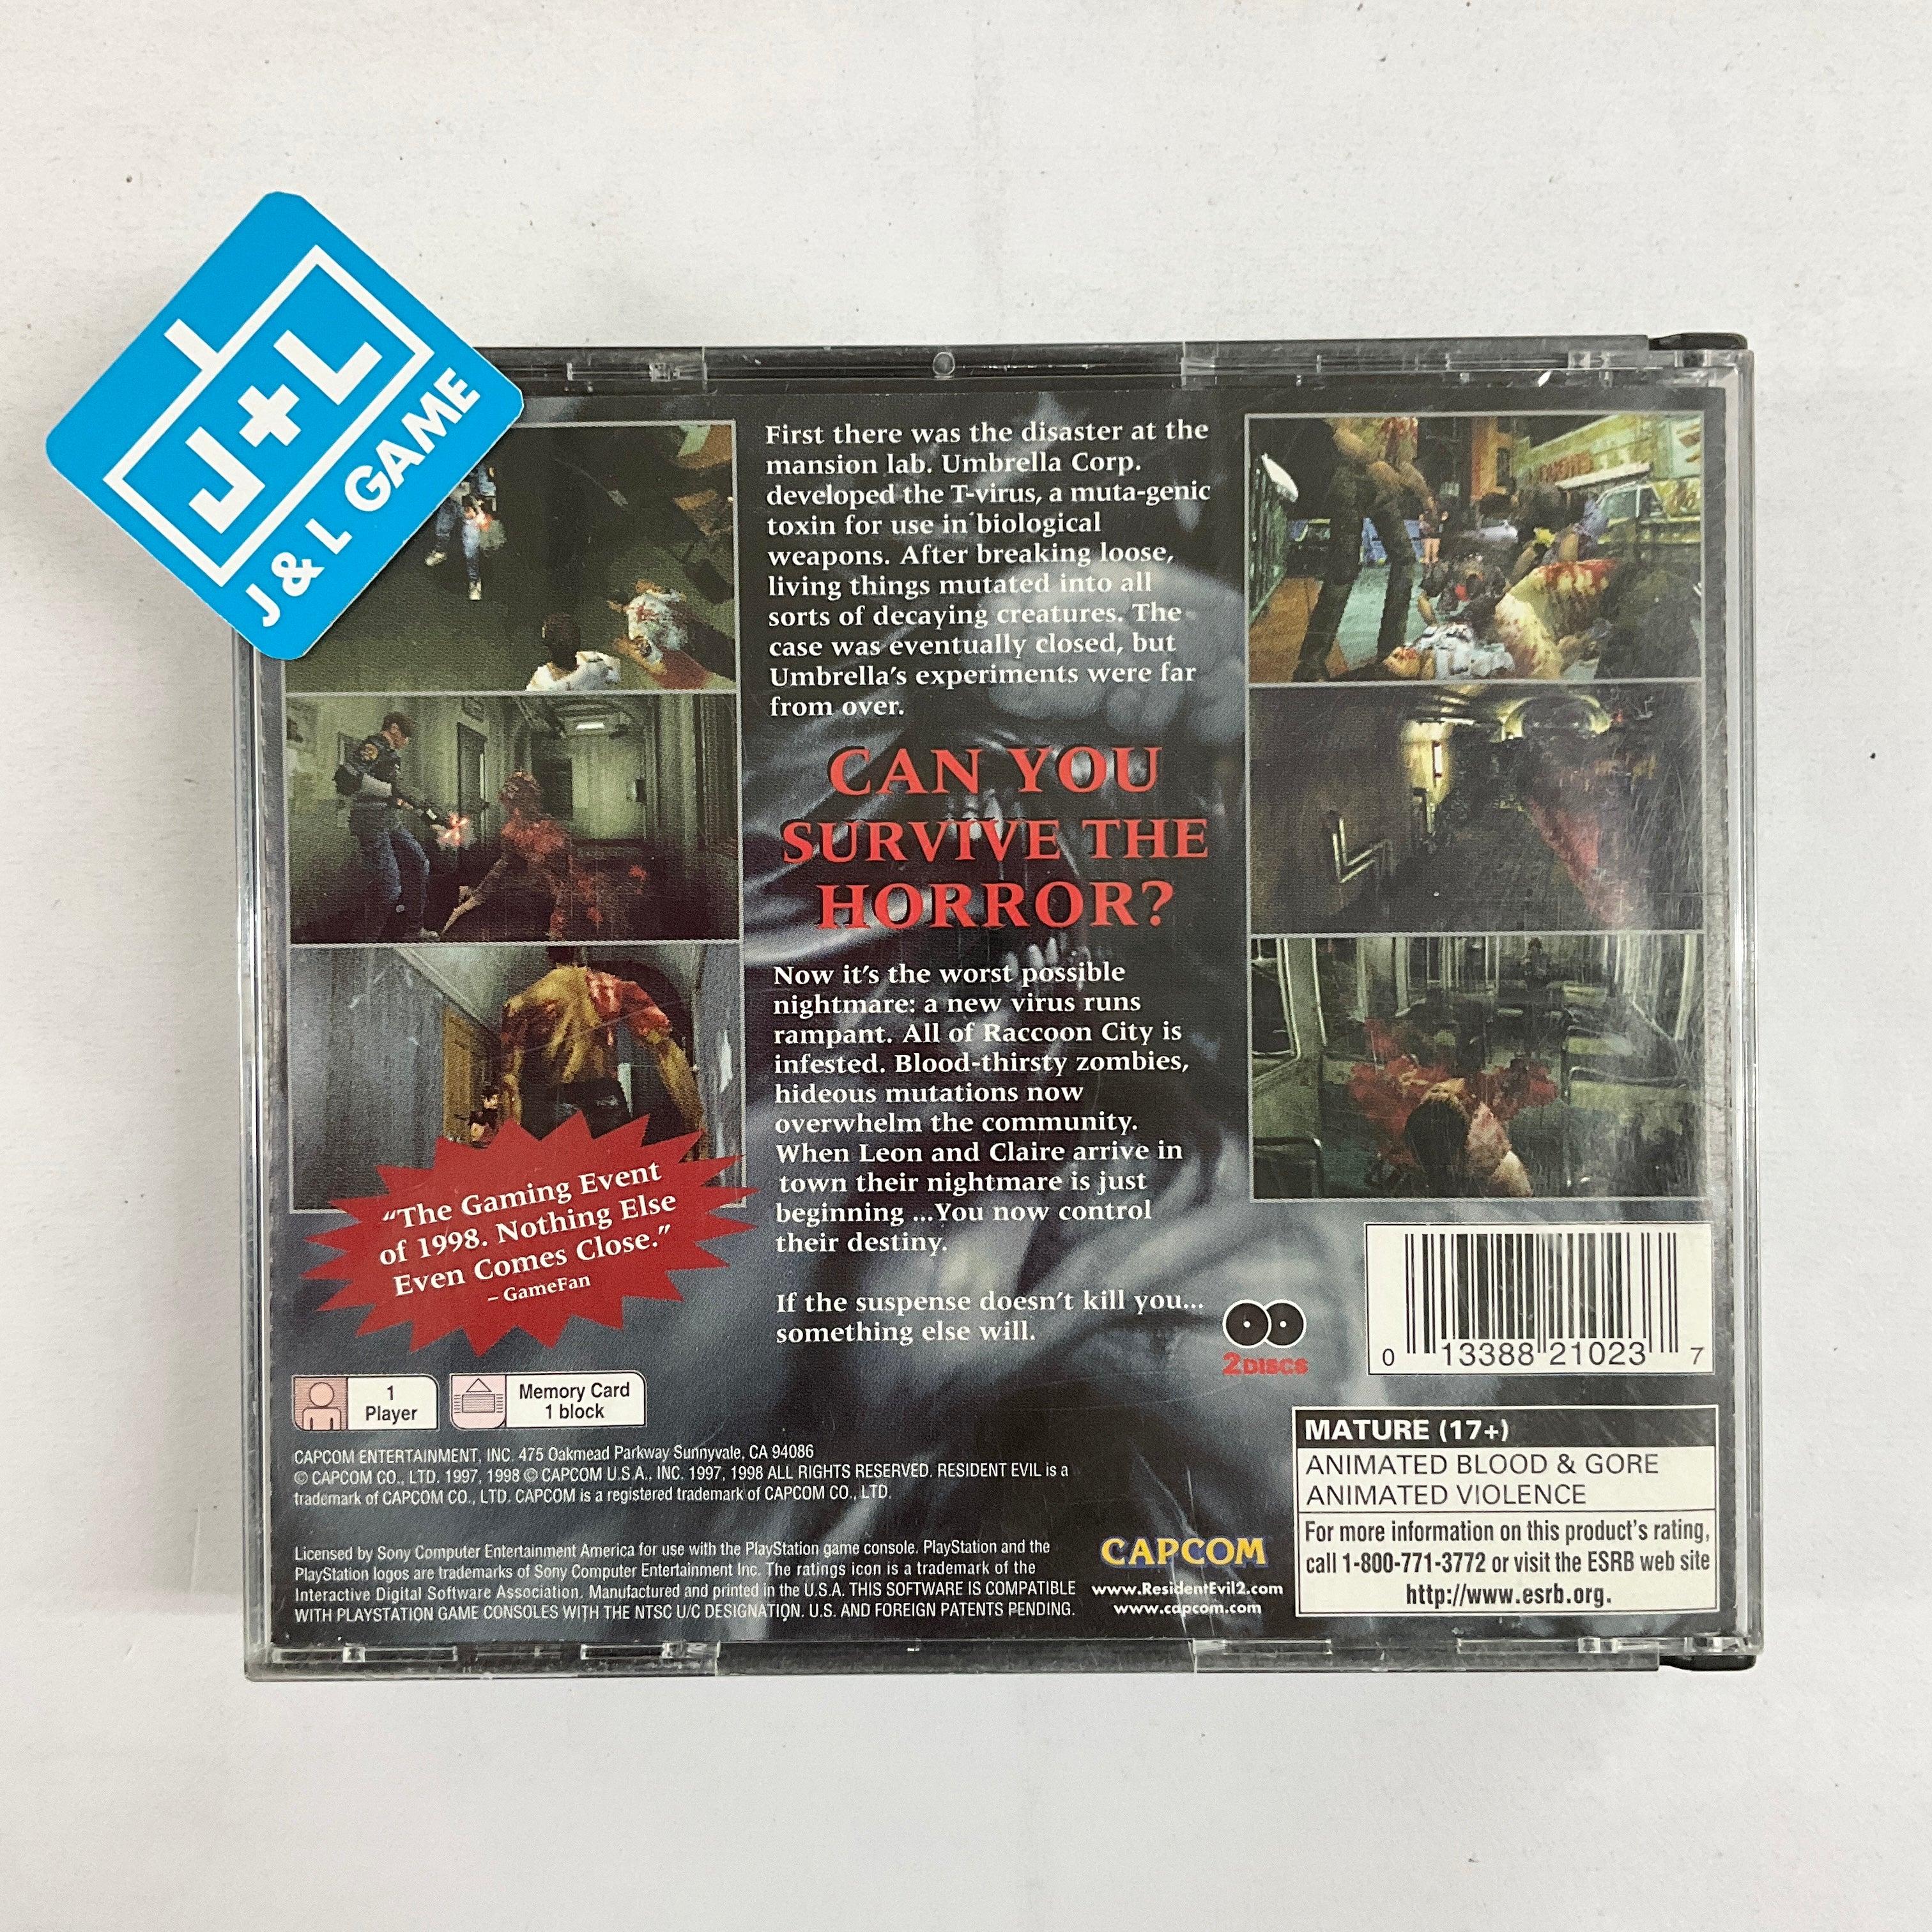 J+L
J & L GAME
First there was the disaster at the
mansion lab. Umbrella Corp.
developed the T-virus, a muta-genic
toxin for use in biological
weapons. After breaking loose,
living things mutated into all
sorts of decaying creatures. The
case was eventually closed, but
Umbrella's experiments were far
from over.
CAN YOU
SURVIVE THE
HORROR?
Now it's the worst possible
nightmare: a new virus runs
rampant. All of Raccoon City is
infested. Blood-thirsty zombies,
hideous mutations now
overwhelm the community.
When Leon and Claire arrive in
town their nightmare is just
beginning ...You now control
their destiny.
If the suspense doesn't kill you...
something else will.
"The Gaming Event
of 1998. Nothing Else
Even Comes Close."
– GameFan
2 DISCS
0 13388 21023 7
1
Player
Memory Card
1 block
CAPCOM ENTERTAINMENT, INC. 475 Oakmead Parkway Sunnyvale, CA 94086
© CAPCOM CO., LTD. 1997, 1998 © CAPCOM U.S.A., INC. 1997, 1998 ALL RIGHTS RESERVED. RESIDENT EVIL is a
trademark of CAPCOM CO., LTD. CAPCOM is a registered trademark of CAPCOM CO., LTD.
Licensed by Sony Computer Entertainment America for use with the PlayStation game console. PlayStation and the
PlayStation logos are trademarks of Sony Computer Entertainment Inc. The ratings icon is a trademark of the
Interactive Digital Software Association. Manufactured and printed in the U.S.A. THIS SOFTWARE IS COMPATIBLE
WITH PLAYSTATION GAME CONSOLES WITH THE NTSC U/C DESIGNATION. U.S. AND FOREIGN PATENTS PENDING.
CAPCOM
www.ResidentEvil2.com
www.capcom.com
MATURE (17+)
ANIMATED BLOOD & GORE
ANIMATED VIOLENCE
For more information on this product's rating,
call 1-800-771-3772 or visit the ESRB web site
http://www.esrb.org.